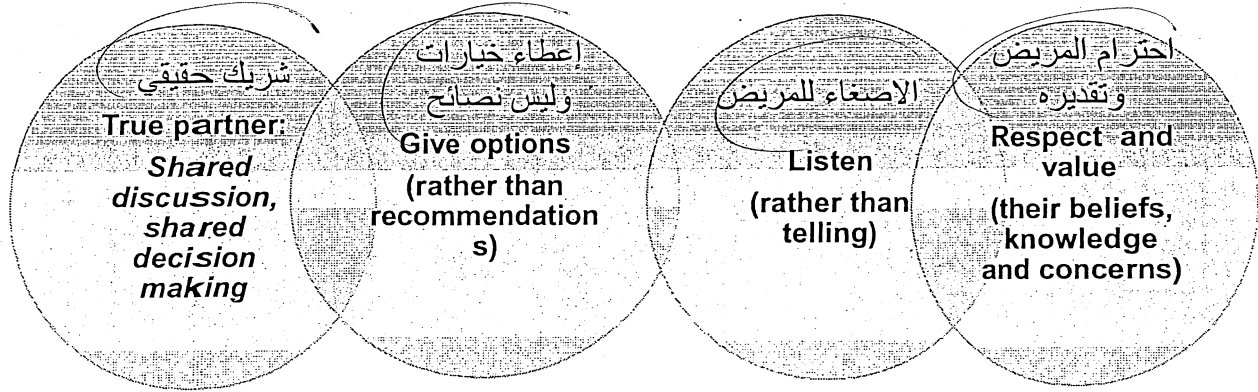 شريك حقيقي
True partner:
Shared
discussion,
shared
decision
making
إعطاء خيارات
وليس نصائح
Give options
(rather than
recommendation
s)
الاصغاء للمريض
Listen
(rather than
telling)
احترام المريض
وتقديره
Respect and
value
(their beliefs,
knowledge
and concerns)